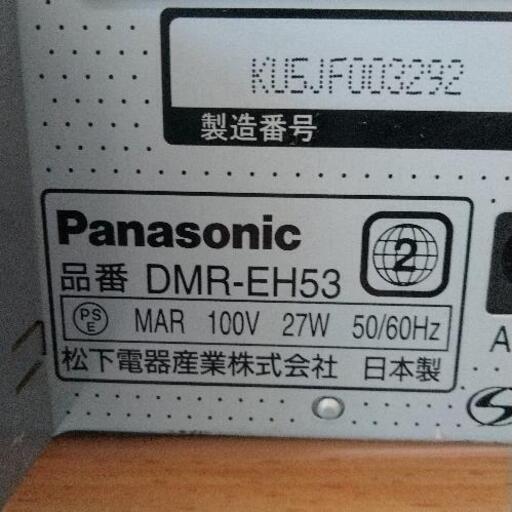 KU5JF003292
製造番号
Panasonic
2
品番 DMR-EH53
PSE MAR 100V 27W 50/60Hz
松下電器産業株式会社 日本製
A